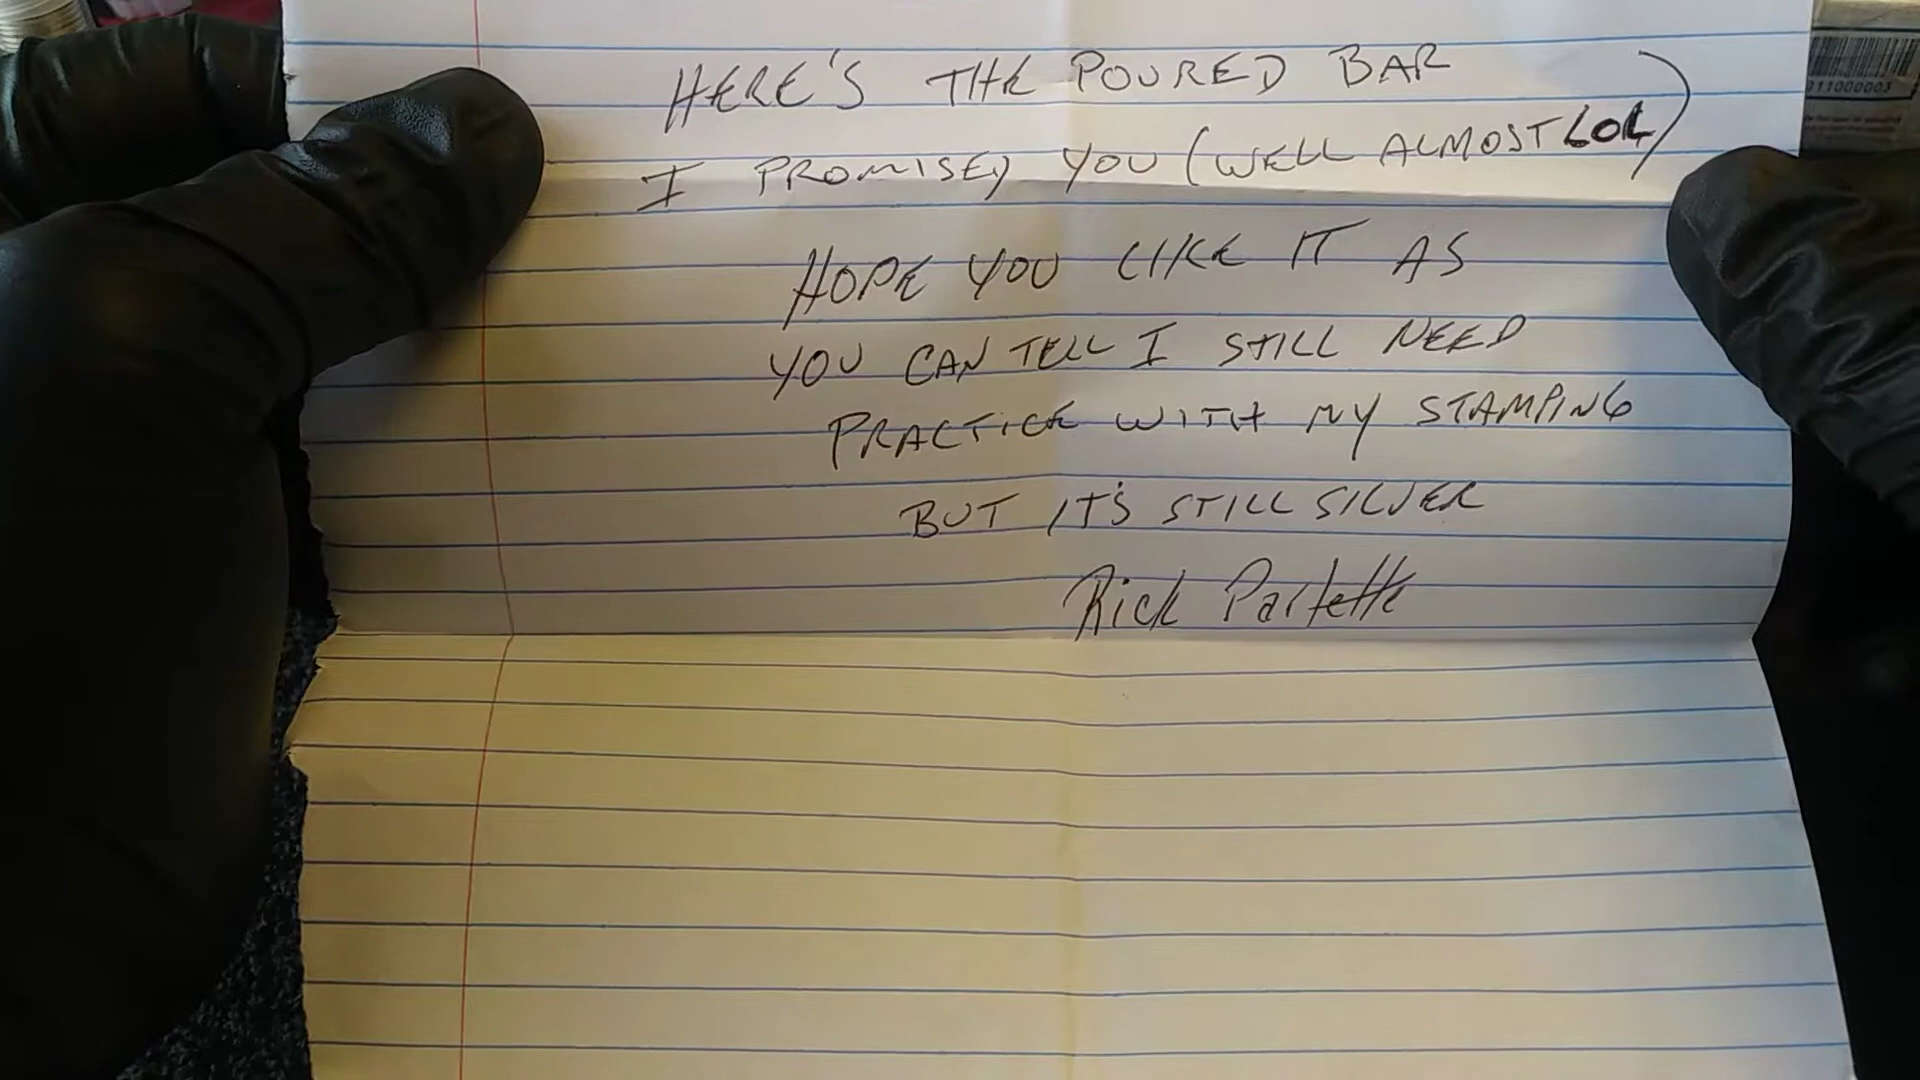 HERE'S THE POURED BAR
I PROMISED YOU (WELL ALMOST LOL)
HOPE YOU LIKE IT AS
YOU CAN TELL I STILL NEED
PRACTICE WITH MY STAMPING
BUT IT'S STILL SILVER
Rick Parlette
311000003